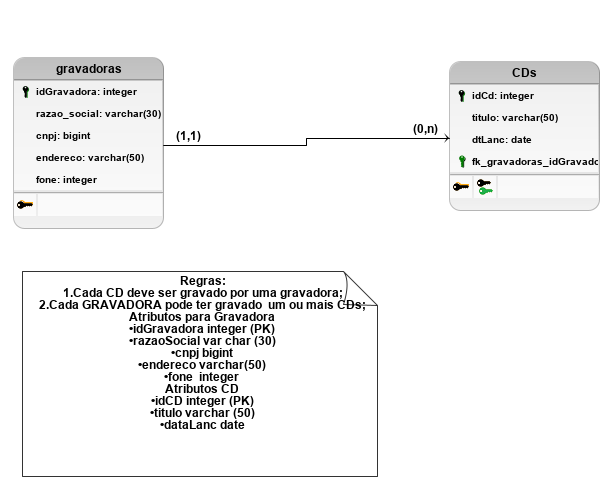 gravadoras
idGravadora: integer
razao_social: varchar(30)
cnpj: bigint
endereco: varchar(50)
fone: integer
(1,1)
(0,n)
CDs
idCd: integer
titulo: varchar(50)
dtLanc: date
fk_gravadoras_idGravado
Regras:
1.Cada CD deve ser gravado por uma gravadora;
2.Cada GRAVADORA pode ter gravado um ou mais CDs;
Atributos para Gravadora
•idGravadora integer (PK)
•razaoSocial var char (30)
•cnpj bigint
•endereco varchar(50)
•fone integer
Atributos CD
•idCD integer (PK)
•titulo varchar (50)
•dataLanc date